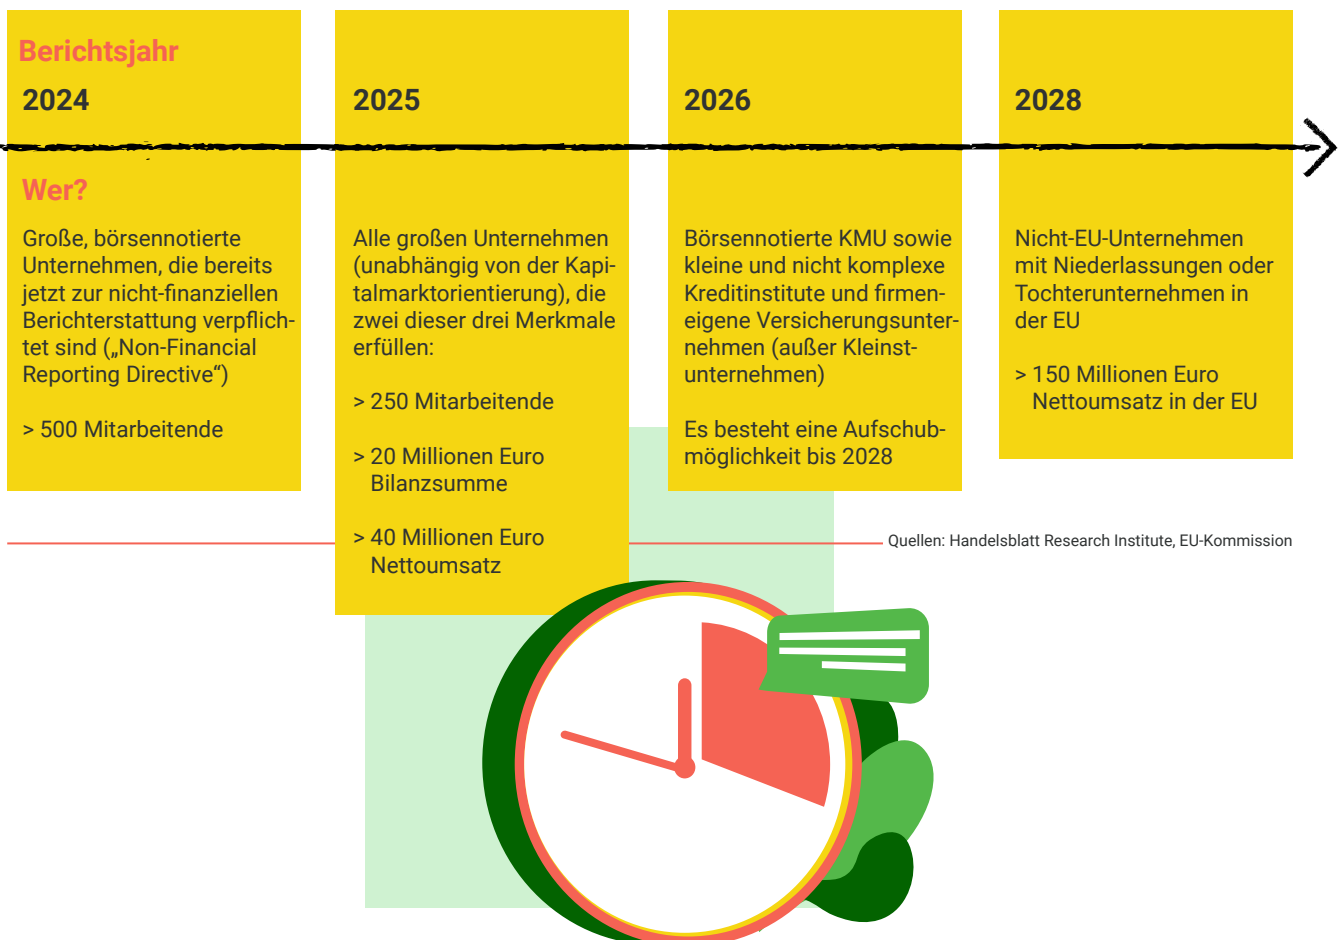 Berichtsjahr
2024
Wer?
Große, börsennotierte
Unternehmen, die bereits
jetzt zur nicht-finanziellen
Berichterstattung verpflich-
tet sind („Non-Financial
Reporting Directive“)
> 500 Mitarbeitende
2025
Alle großen Unternehmen
(unabhängig von der Kapi-
talmarktorientierung), die
zwei dieser drei Merkmale
erfüllen:
> 250 Mitarbeitende
> 20 Millionen Euro
Bilanzsumme
> 40 Millionen Euro
Nettoumsatz
2026
Börsennotierte KMU sowie
kleine und nicht komplexe
Kreditinstitute und firmen-
eigene Versicherungsunter-
nehmen (außer Kleinst-
unternehmen)
Es besteht eine Aufschub-
möglichkeit bis 2028
2028
Nicht-EU-Unternehmen
mit Niederlassungen oder
Tochterunternehmen in
der EU
> 150 Millionen Euro
Nettoumsatz in der EU
Quellen: Handelsblatt Research Institute, EU-Kommission